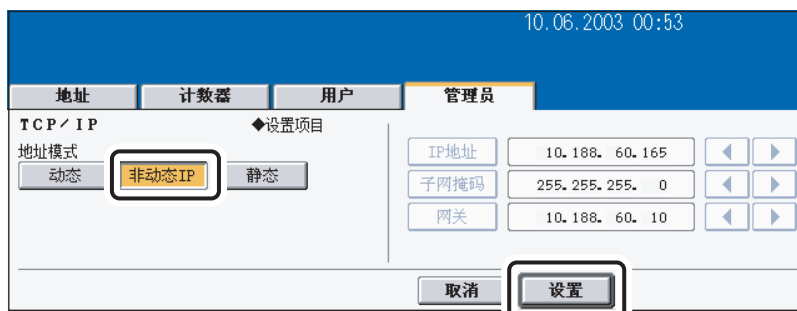 10.06.2003 00:53
地址 计数器 用户 管理员
TCP/IP ◆设置项目
地址模式
动态 非动态IP 静态
IP地址 10.188. 60.165
子网掩码 255.255.255. 0
网关 10.188. 60. 10
取消 设置